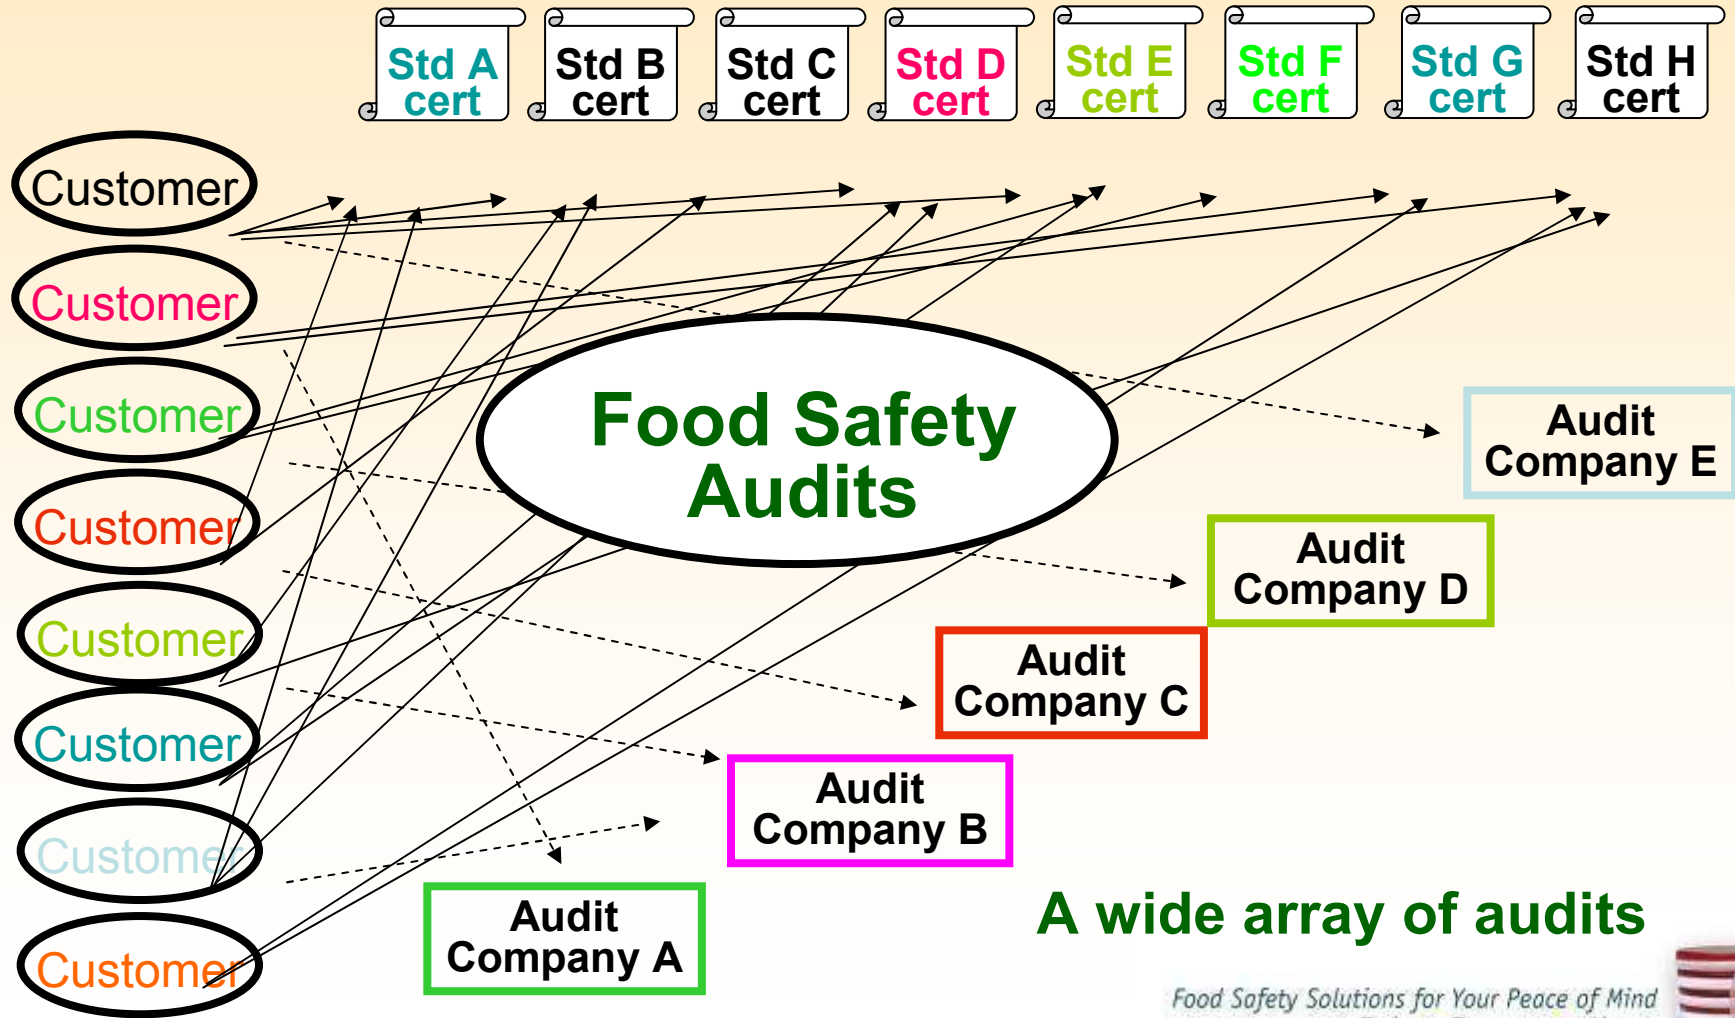 Std A
cert
Std B
cert
Std C
cert
Std D
cert
Std E
cert
Std F
cert
Std G
cert
Std H
cert
Customer
Customer
Customer
Customer
Customer
Customer
Customer
Customer
Food Safety
Audits
Audit
Company E
Audit
Company D
Audit
Company C
Audit
Company B
Audit
Company A
A wide array of audits
Food Safety Solutions for Your Peace of Mind